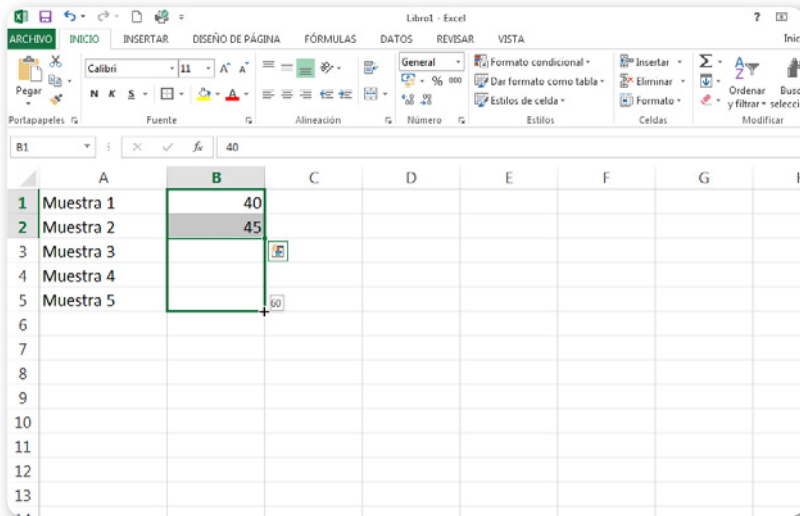 Libro1 - Excel ?
ARCHIVO INICIO INSERTAR DISEÑO DE PÁGINA FÓRMULAS DATOS REVISAR VISTA Inic
Calibri 11 General Formato condicional Insertar Σ A Z
Pegar % 000 Dar formato como tabla Eliminar Ordenar Busc
N K S A Estilos de celda Formato y filtrar selecci
Portapapeles Fuente Alineación Número Estilos Celdas Modificar
B1 fx 40
A B C D E F G
1 Muestra 1 40
2 Muestra 2 45
3 Muestra 3
4 Muestra 4
5 Muestra 5 60
6
7
8
9
10
11
12
13